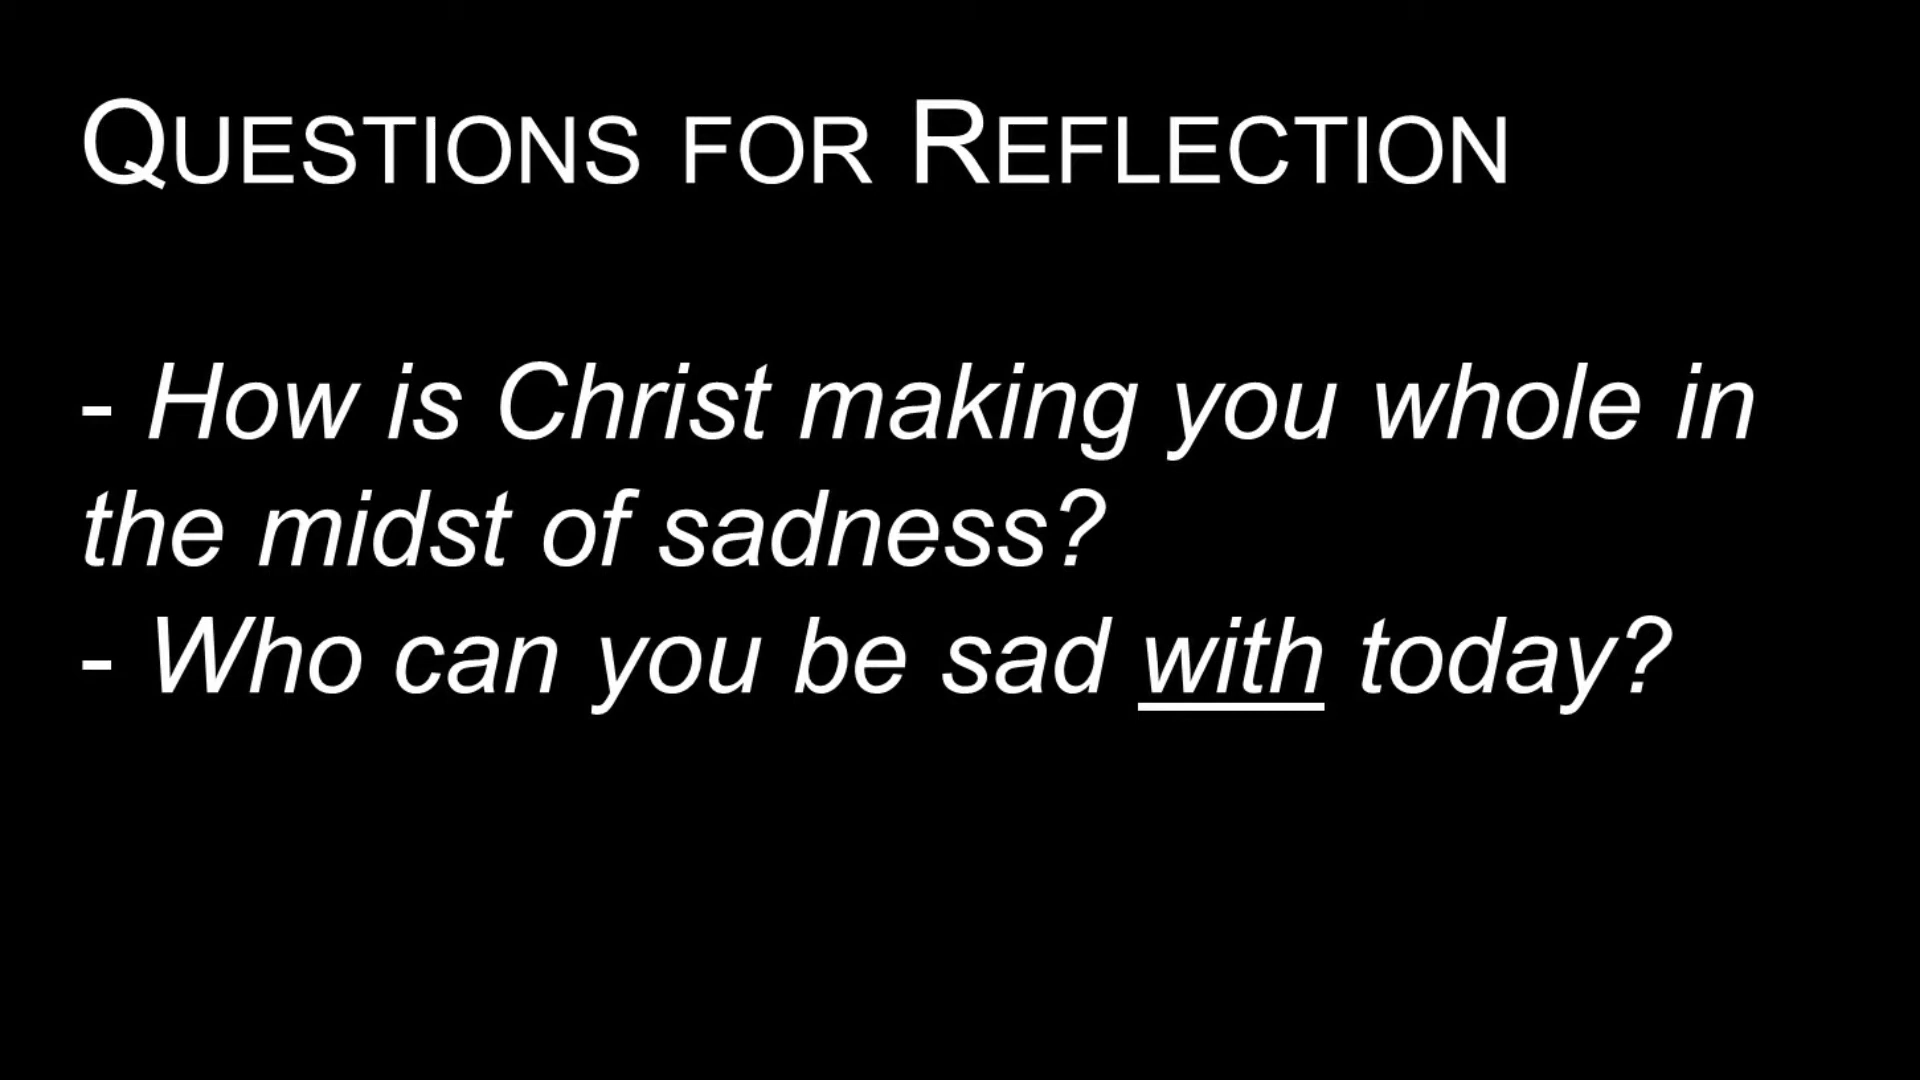 QUESTIONS FOR REFLECTION
- How is Christ making you whole in
the midst of sadness?
- Who can you be sad with today?